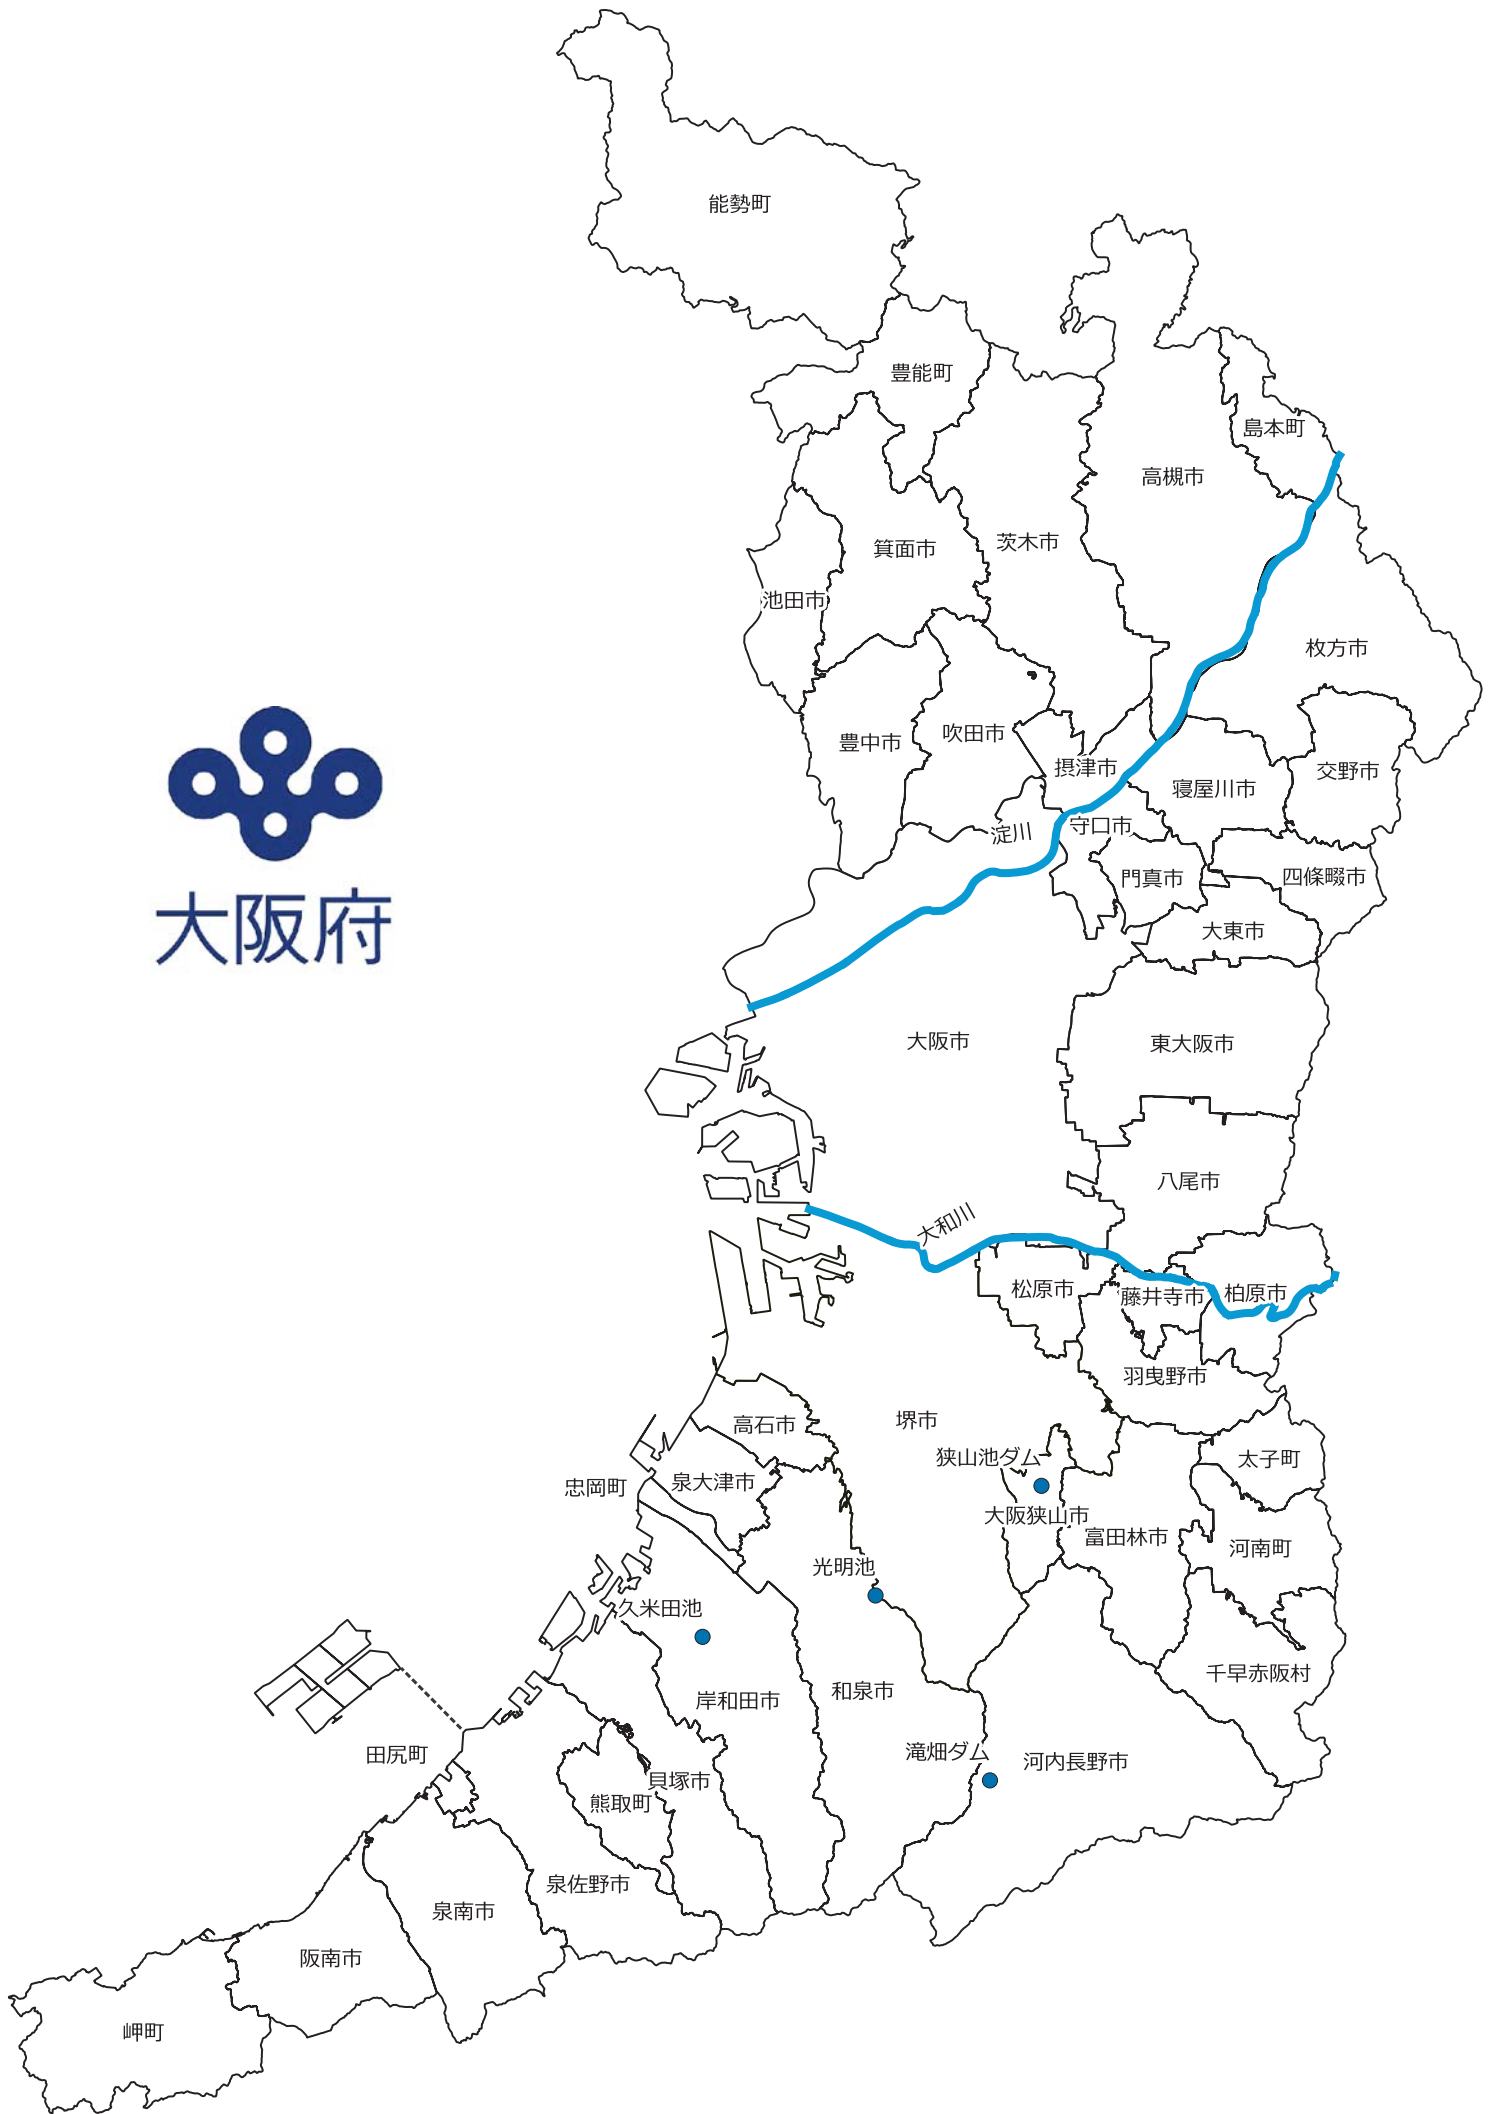 能勢町
豊能町
島本町
高槻市
茨木市
箕面市
池田市
枚方市
吹田市
豊中市
摂津市
交野市
寝屋川市
守口市
淀川
門真市
四條畷市
大東市
大阪府
大阪市
東大阪市
八尾市
大和川
松原市
藤井寺市
柏原市
羽曳野市
堺市
高石市
狭山池ダム
太子町
泉大津市
忠岡町
大阪狭山市
富田林市
河南町
光明池
久米田池
千早赤阪村
和泉市
岸和田市
滝畑ダム
田尻町
河内長野市
貝塚市
熊取町
泉佐野市
泉南市
阪南市
岬町